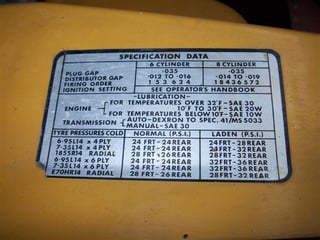 SPECIFICATION DATA
6 CYLINDER 8 CYLINDER
PLUG GAP .035 .035
DISTRIBUTOR GAP .012 TO .016 .014 TO .019
FIRING ORDER 1 5 3 6 2 4 1 8 4 3 6 5 7 2
IGNITION SETTING SEE OPERATOR'S HANDBOOK
-LUBRICATION-
FOR TEMPERATURES OVER 32°F - SAE 30
ENGINE - 10°F TO 30°F - SAE 20W
FOR TEMPERATURES BELOW 10°F - SAE 10W
TRANSMISSION - AUTO-DEXRON TO SPEC. 41/MS 5033
MANUAL - SAE 30
TYRE PRESSURES COLD NORMAL (P.S.I.) LADEN (P.S.I.)
6·95L14 x 4 PLY 24 FRT - 24 REAR 24 FRT - 28 REAR
7·35L14 x 4 PLY 24 FRT - 24 REAR 24 FRT - 28 REAR
185SR14 RADIAL 28 FRT - 28 REAR 28 FRT - 32 REAR
6·95L14 x 6 PLY 24 FRT - 24 REAR 32 FRT - 36 REAR
7·35L14 x 6 PLY 24 FRT - 24 REAR 32 FRT - 36 REAR
E70HR14 RADIAL 28 FRT - 28 REAR 28 FRT - 32 REAR